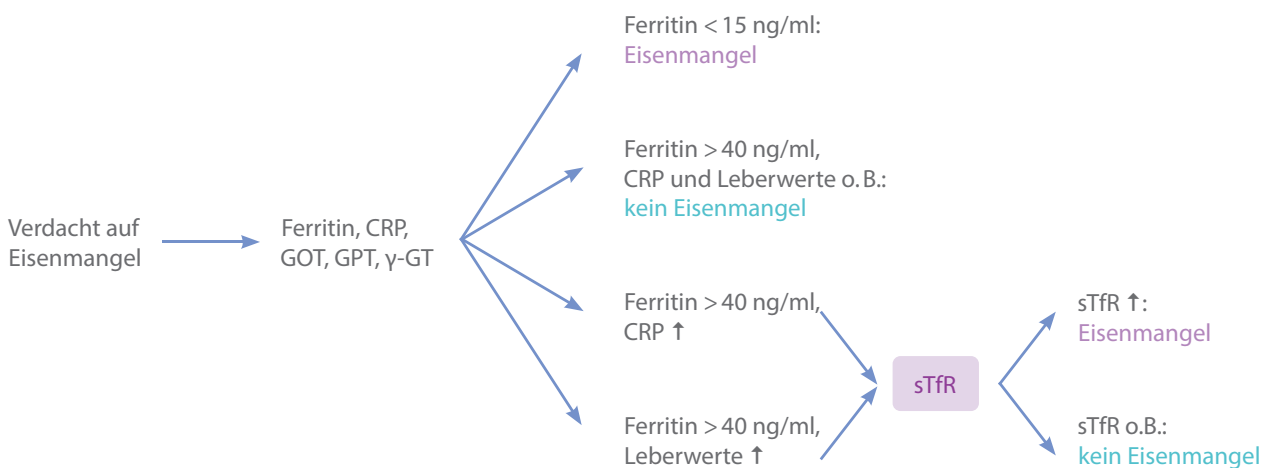 Ferritin < 15 ng/ml:
Eisenmangel
Ferritin > 40 ng/ml,
CRP und Leberwerte o. B.:
kein Eisenmangel
Verdacht auf
Eisenmangel
Ferritin, CRP,
GOT, GPT, γ-GT
Ferritin > 40 ng/ml,
CRP ↑
Ferritin > 40 ng/ml,
Leberwerte ↑
sTfR
sTfR ↑:
Eisenmangel
sTfR o.B.:
kein Eisenmangel